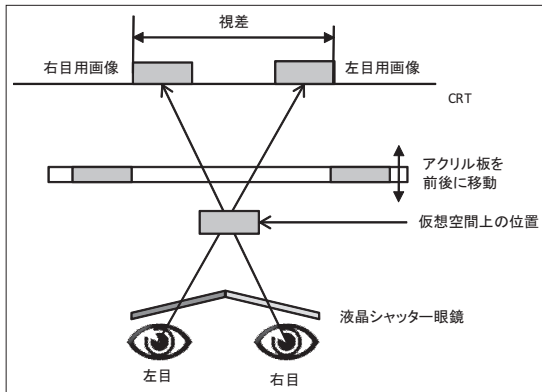 視差
右目用画像
左目用画像
CRT
アクリル板を
前後に移動
仮想空間上の位置
液晶シャッター眼鏡
左目
右目